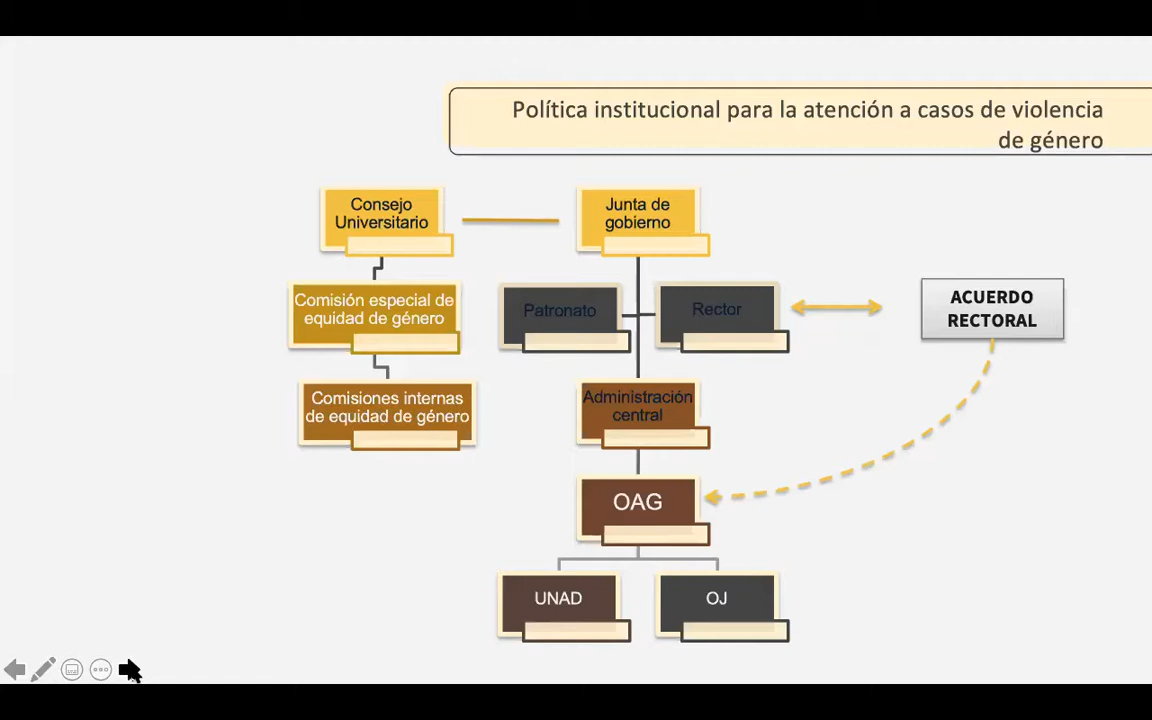 Política institucional para la atención a casos de violencia
de género
Consejo
Universitario
Junta de
gobierno
Comisión especial de
equidad de género
Patronato
Rector
ACUERDO
RECTORAL
Comisiones internas
de equidad de género
Administración
central
OAG
UNAD
OJ